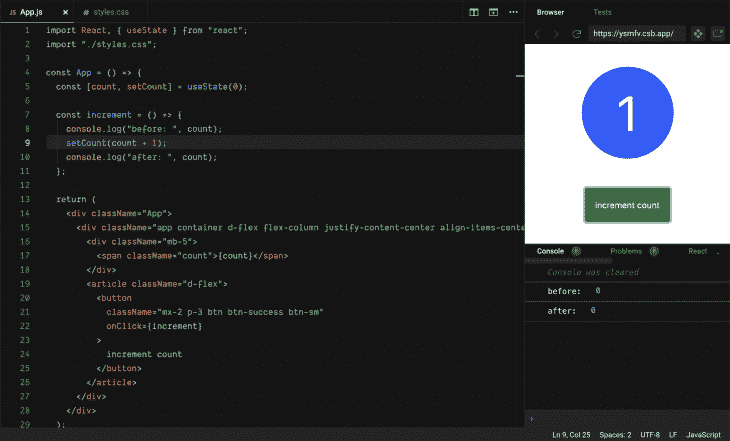 App.js
styles.css
Browser
Tests
https://ysmfv.csb.app/
1 import React, { useState } from "react";
2 import "./styles.css";
3
4 const App = () => {
5 const [count, setCount] = useState(0);
6
7 const increment = () => {
8 console.log("before: ", count);
9 setCount(count + 1);
10 console.log("after: ", count);
11 };
12
13 return (
14 <div className="App">
15 <div className="app container d-flex flex-column justify-content-center align-items-cente
16 <div className="mb-5">
17 <span className="count">{count}</span>
18 </div>
19 <article className="d-flex">
20 <button
21 className="mx-2 p-3 btn btn-success btn-sm"
22 onClick={increment}
23 >
24 increment count
25 </button>
26 </article>
27 </div>
28 </div>
29 );
1
increment count
Console 0
Problems 0
React
Console was cleared
before: 0
after: 0
Ln 9, Col 25 Spaces: 2 UTF-8 LF JavaScript